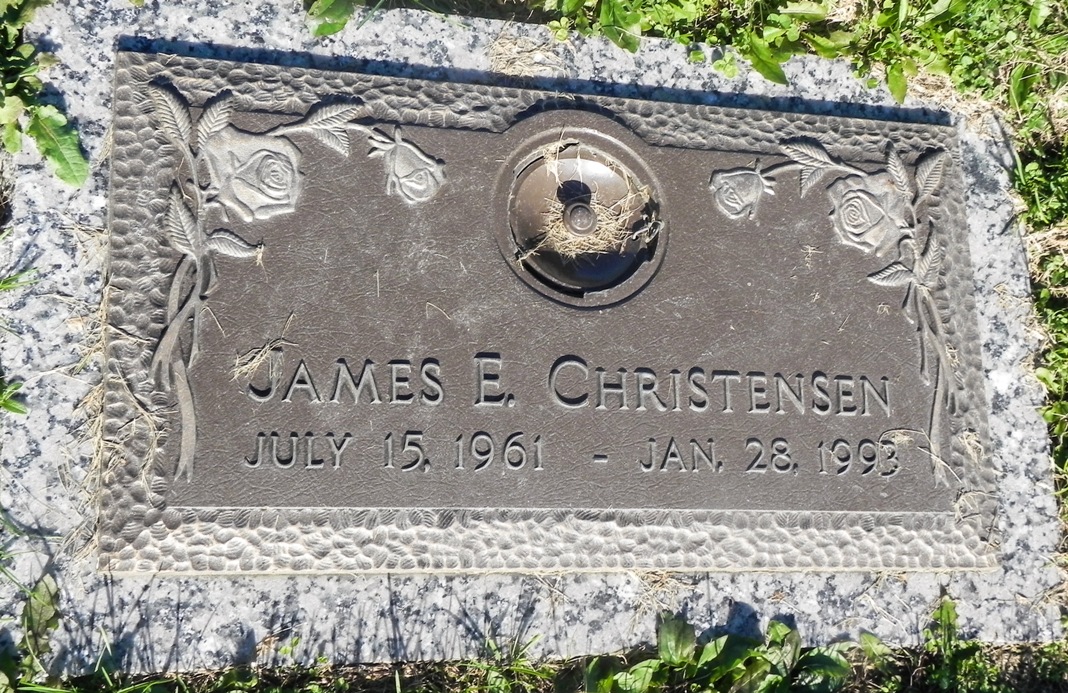 JAMES E. CHRISTENSEN
JULY 15, 1961 - JAN. 28, 1993